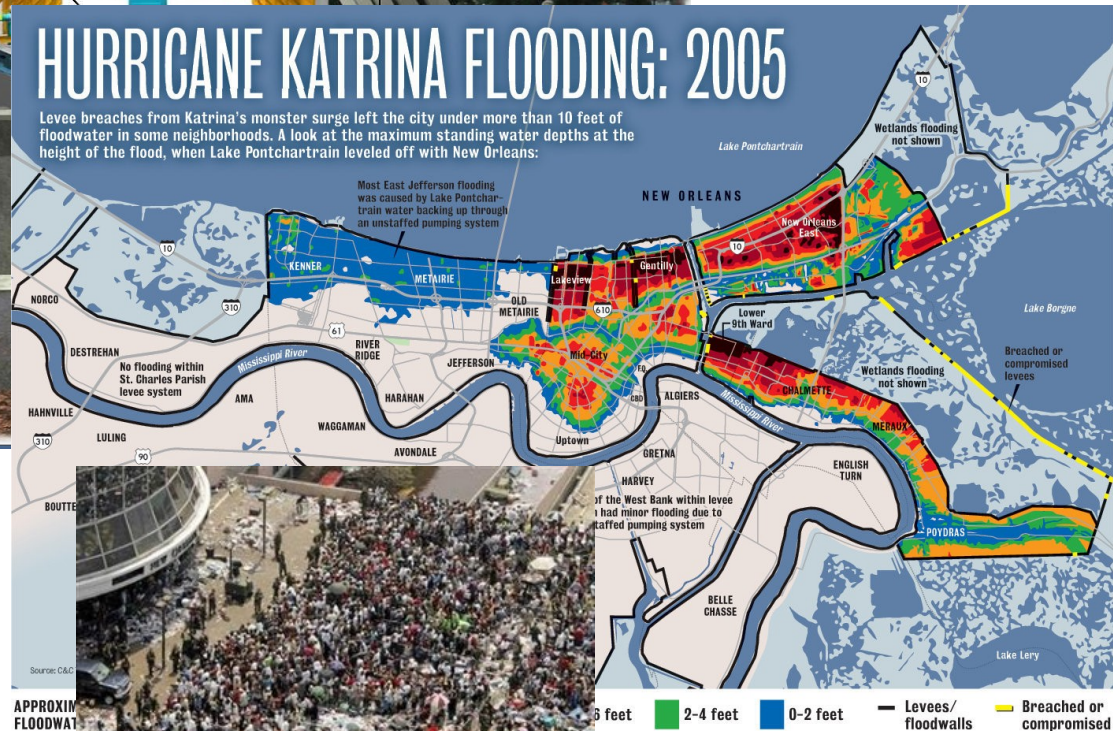 HURRICANE KATRINA FLOODING: 2005
Levee breaches from Katrina's monster surge left the city under more than 10 feet of
floodwater in some neighborhoods. A look at the maximum standing water depths at the
height of the flood, when Lake Pontchartrain leveled off with New Orleans:
10
Wetlands flooding
not shown
Lake Pontchartrain
Most East Jefferson flooding
was caused by Lake Pontchar-
train water backing up through
an unstaffed pumping system
NEW ORLEANS
New Orleans
East
10
10
KENNER
METAIRIE
Lakeview
Gentilly
NORCO
310
OLD
METAIRIE
610
Lower
9th Ward
Lake Borgne
61
RIVER
RIDGE
DESTREHAN
No flooding within
St. Charles Parish
levee system
Mississippi River
JEFFERSON
Mid-City
F.Q.
Wetlands flooding
not shown
Breached or
compromised
levees
AMA
HARAHAN
CBD
ALGIERS
Mississippi River
CHALMETTE
HAHNVILLE
WAGGAMAN
MERAUX
310
LULING
Uptown
90
AVONDALE
GRETNA
ENGLISH
TURN
HARVEY
BOUTTE
of the West Bank within levee
had minor flooding due to
staffed pumping system
POYDRAS
BELLE
CHASSE
Lake Lery
Source: C&C
APPROXIM
FLOODWAT
6 feet
2-4 feet
0-2 feet
Levees/
floodwalls
Breached or
compromised